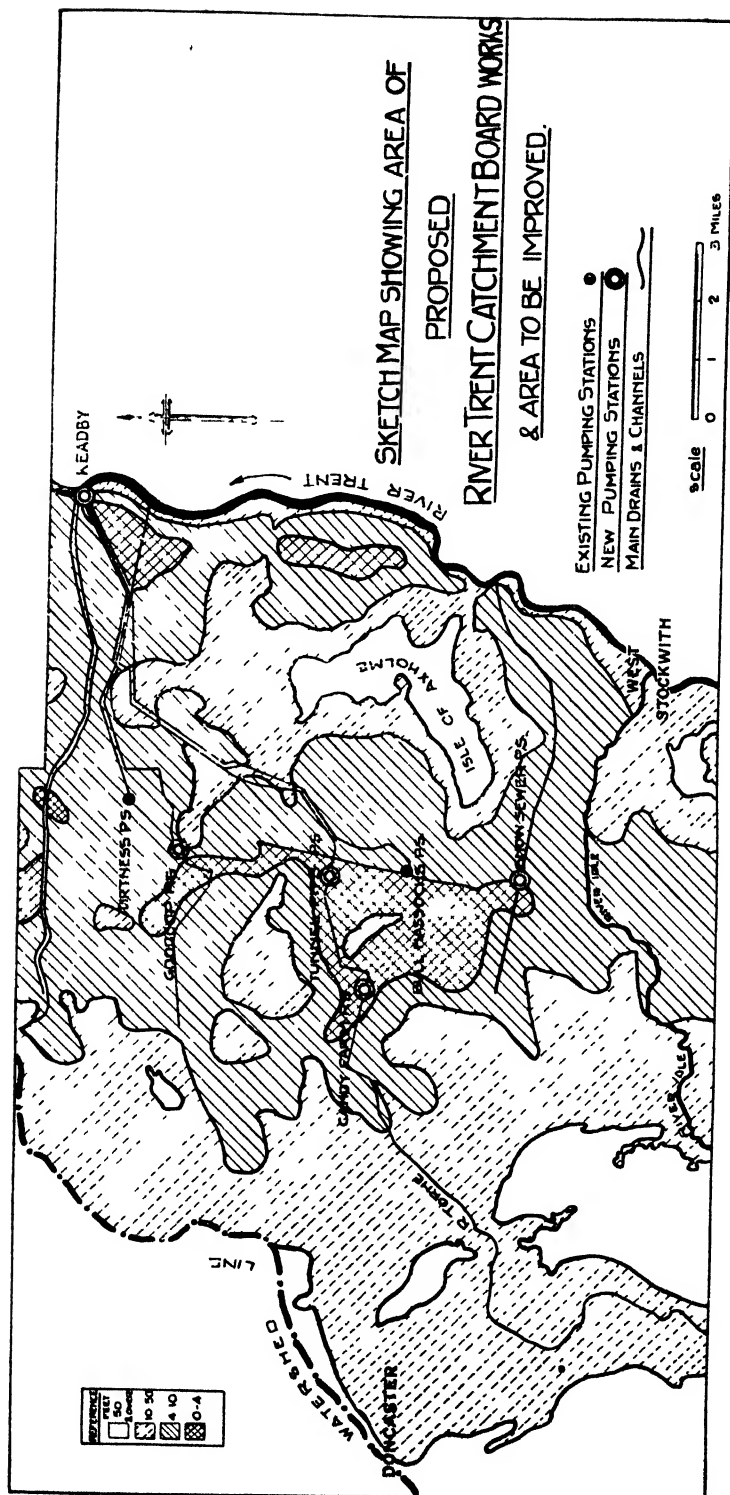 SKETCH MAP SHOWING AREA OF
PROPOSED
RIVER TRENT CATCHMENT BOARD WORKS
& AREA TO BE IMPROVED.
EXISTING PUMPING STATIONS
NEW PUMPING STATIONS
MAIN DRAINS & CHANNELS
Scale 0 1 2 3 MILES
REFERENCE
FEET
50
10 50
4 10
0-4
KEADBY
RIVER TRENT
ISLE OF AXHOLME
WEST
STOCKWITH
RIVER IDLE
P.S.
R TORNE
WATERSHED
LINE
DONCASTER